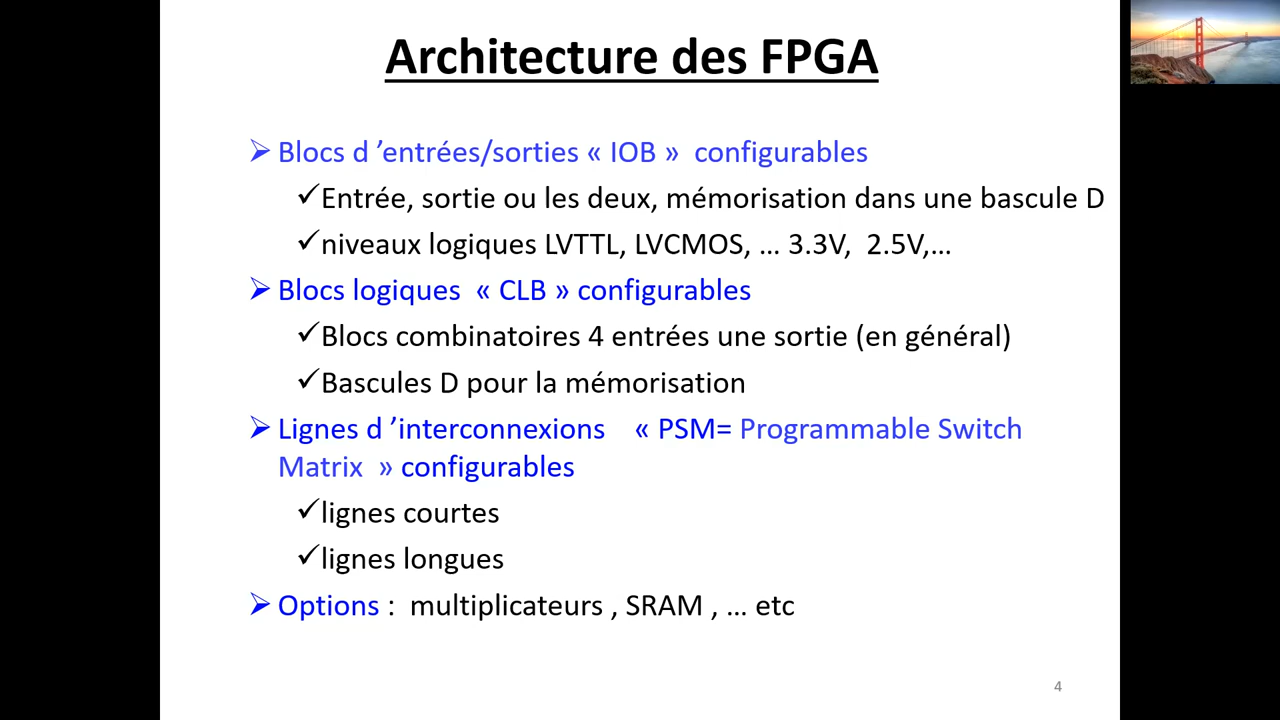 Architecture des FPGA
Blocs d ’entrées/sorties « IOB »  configurables
Entrée, sortie ou les deux, mémorisation dans une bascule D
niveaux logiques LVTTL, LVCMOS, … 3.3V,  2.5V,…
Blocs logiques  « CLB » configurables
Blocs combinatoires 4 entrées une sortie (en général)
Bascules D pour la mémorisation
Lignes d ’interconnexions    « PSM= Programmable Switch
Matrix  » configurables
lignes courtes
lignes longues
Options :  multiplicateurs , SRAM , … etc
4